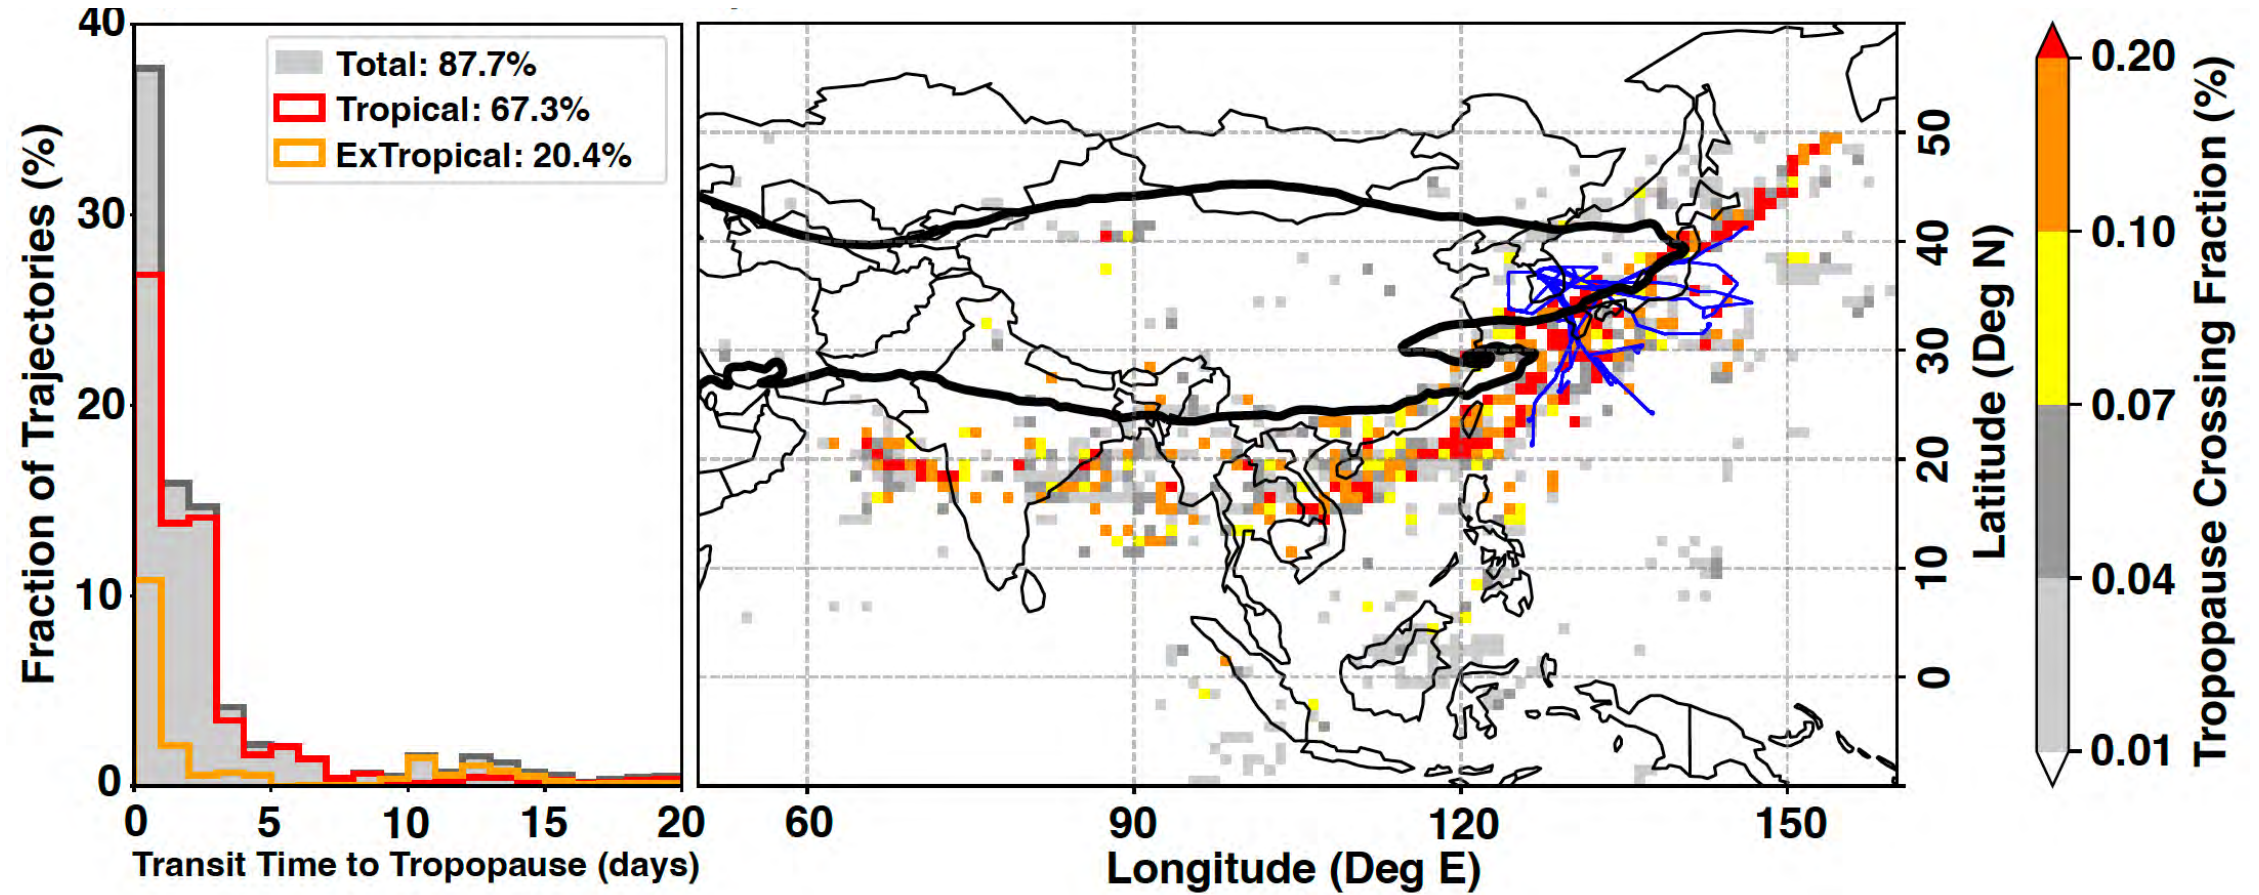 40
30
20
10
0
Fraction of Trajectories (%)
Total: 87.7%
Tropical: 67.3%
ExTropical: 20.4%
0 5 10 15 20
Transit Time to Tropopause (days)
60 90 120 150
Longitude (Deg E)
50
40
30
20
10
0
Latitude (Deg N)
0.20
0.10
0.07
0.04
0.01
Tropopause Crossing Fraction (%)